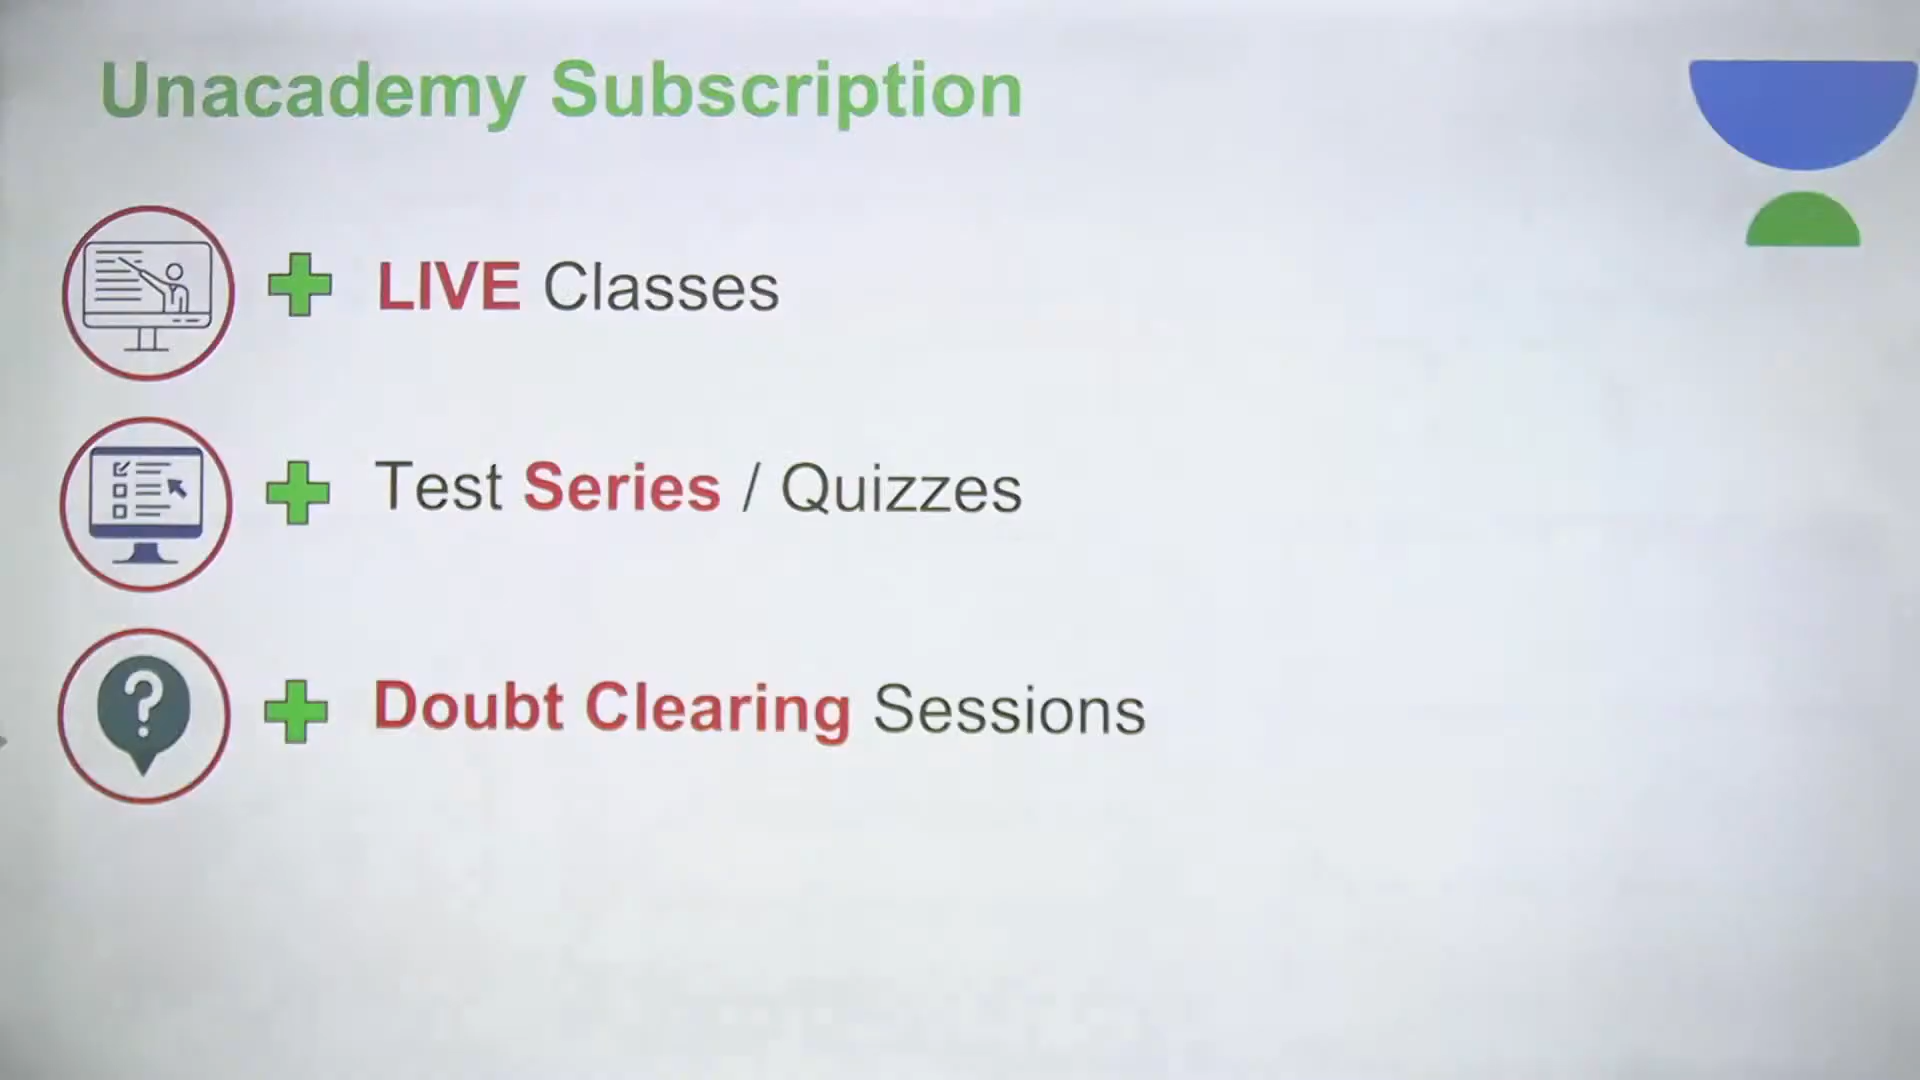 Unacademy Subscription
LIVE Classes
Test Series / Quizzes
Doubt Clearing Sessions